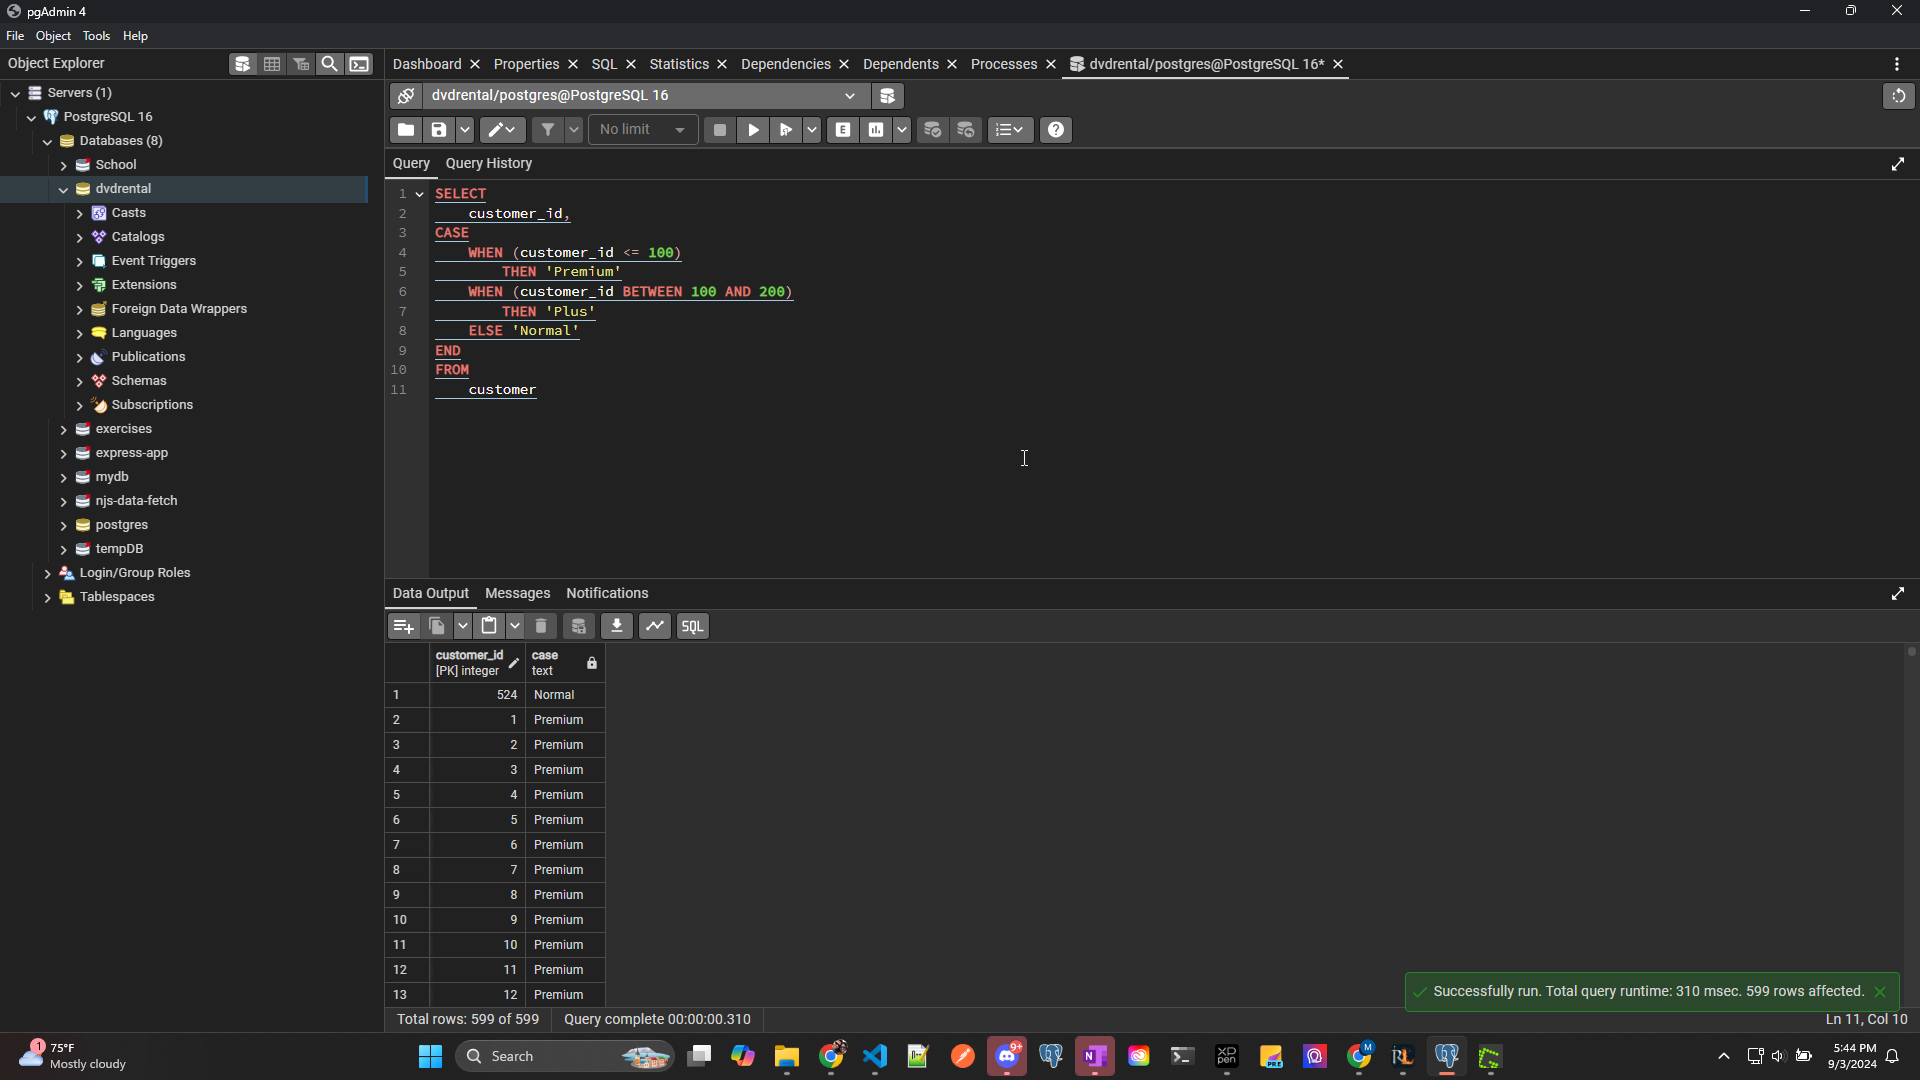 pgAdmin 4
File Object Tools Help
Object Explorer
Dashboard Properties SQL Statistics Dependencies Dependents Processes dvdrental/postgres@PostgreSQL 16*
Servers (1)
PostgreSQL 16
Databases (8)
School
dvdrental
Casts
Catalogs
Event Triggers
Extensions
Foreign Data Wrappers
Languages
Publications
Schemas
Subscriptions
exercises
express-app
mydb
njs-data-fetch
postgres
tempDB
Login/Group Roles
Tablespaces
dvdrental/postgres@PostgreSQL 16
No limit
E
Query Query History
1 SELECT
2 customer_id,
3 CASE
4 WHEN (customer_id <= 100)
5 THEN 'Premium'
6 WHEN (customer_id BETWEEN 100 AND 200)
7 THEN 'Plus'
8 ELSE 'Normal'
9 END
10 FROM
11 customer
Data Output Messages Notifications
SQL
customer_id case
[PK] integer text
1 524 Normal
2 1 Premium
3 2 Premium
4 3 Premium
5 4 Premium
6 5 Premium
7 6 Premium
8 7 Premium
9 8 Premium
10 9 Premium
11 10 Premium
12 11 Premium
13 12 Premium
Successfully run. Total query runtime: 310 msec. 599 rows affected.
Total rows: 599 of 599 Query complete 00:00:00.310 Ln 11, Col 10
1
75°F
Mostly cloudy
Search
9+
N
xp
pen
PRE
M
5:44 PM
9/3/2024